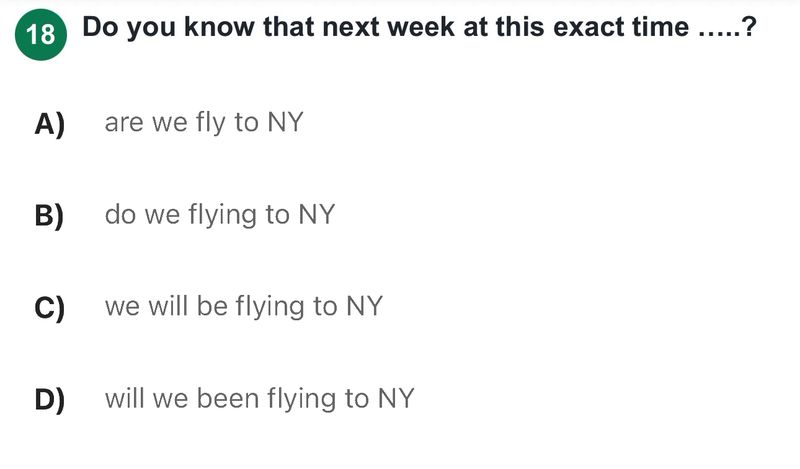 18 Do you know that next week at this exact time .....?
A) are we fly to NY
B) do we flying to NY
C) we will be flying to NY
D) will we been flying to NY